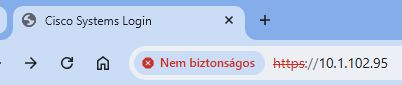 Cisco Systems Login
Nem biztonságos https://10.1.102.95